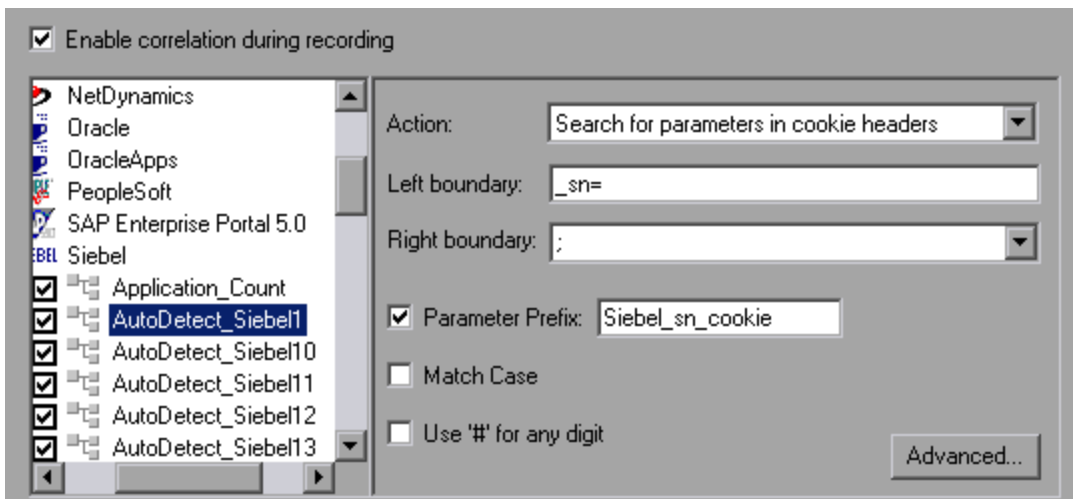 Enable correlation during recording
NetDynamics
Oracle
OracleApps
PeopleSoft
SAP Enterprise Portal 5.0
Siebel
Application_Count
AutoDetect_Siebel1
AutoDetect_Siebel10
AutoDetect_Siebel11
AutoDetect_Siebel12
AutoDetect_Siebel13
Action: Search for parameters in cookie headers
Left boundary: _sn=
Right boundary: ;
Parameter Prefix: Siebel_sn_cookie
Match Case
Use '#' for any digit
Advanced...